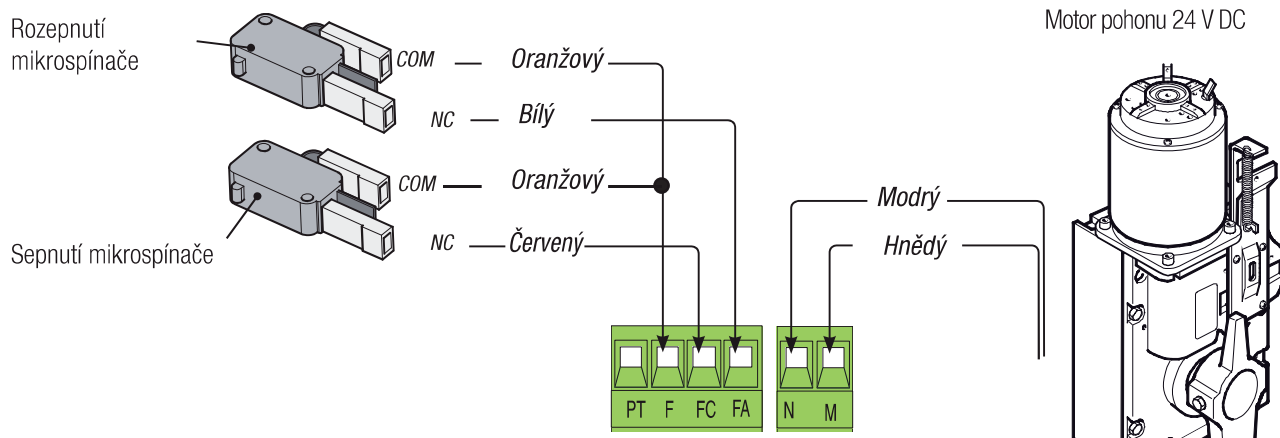 Rozepnutí
mikrospínače
COM
Oranžový
NC
Bílý
COM
Oranžový
NC
Červený
Sepnutí mikrospínače
Motor pohonu 24 V DC
Modrý
Hnědý
PT F FC FA N M